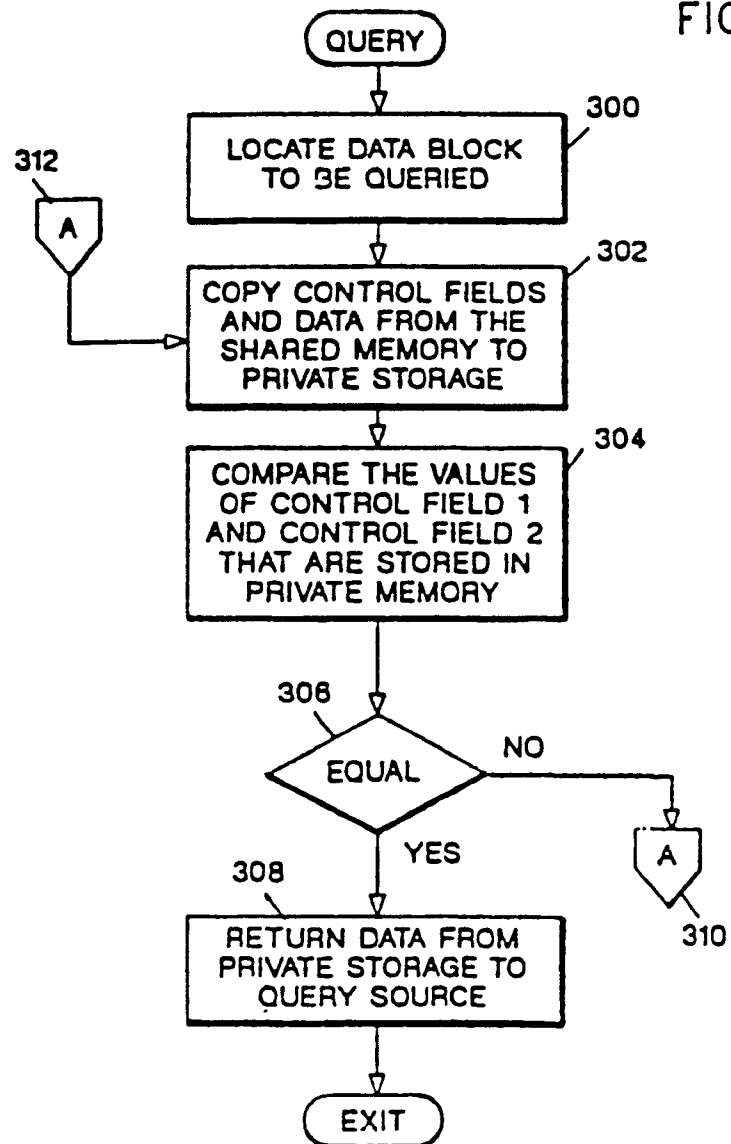 FIG
QUERY
300
LOCATE DATA BLOCK
TO BE QUERIED
312
A
302
COPY CONTROL FIELDS
AND DATA FROM THE
SHARED MEMORY TO
PRIVATE STORAGE
304
COMPARE THE VALUES
OF CONTROL FIELD 1
AND CONTROL FIELD 2
THAT ARE STORED IN
PRIVATE MEMORY
306
EQUAL
NO
YES
A
310
308
RETURN DATA FROM
PRIVATE STORAGE TO
QUERY SOURCE
EXIT